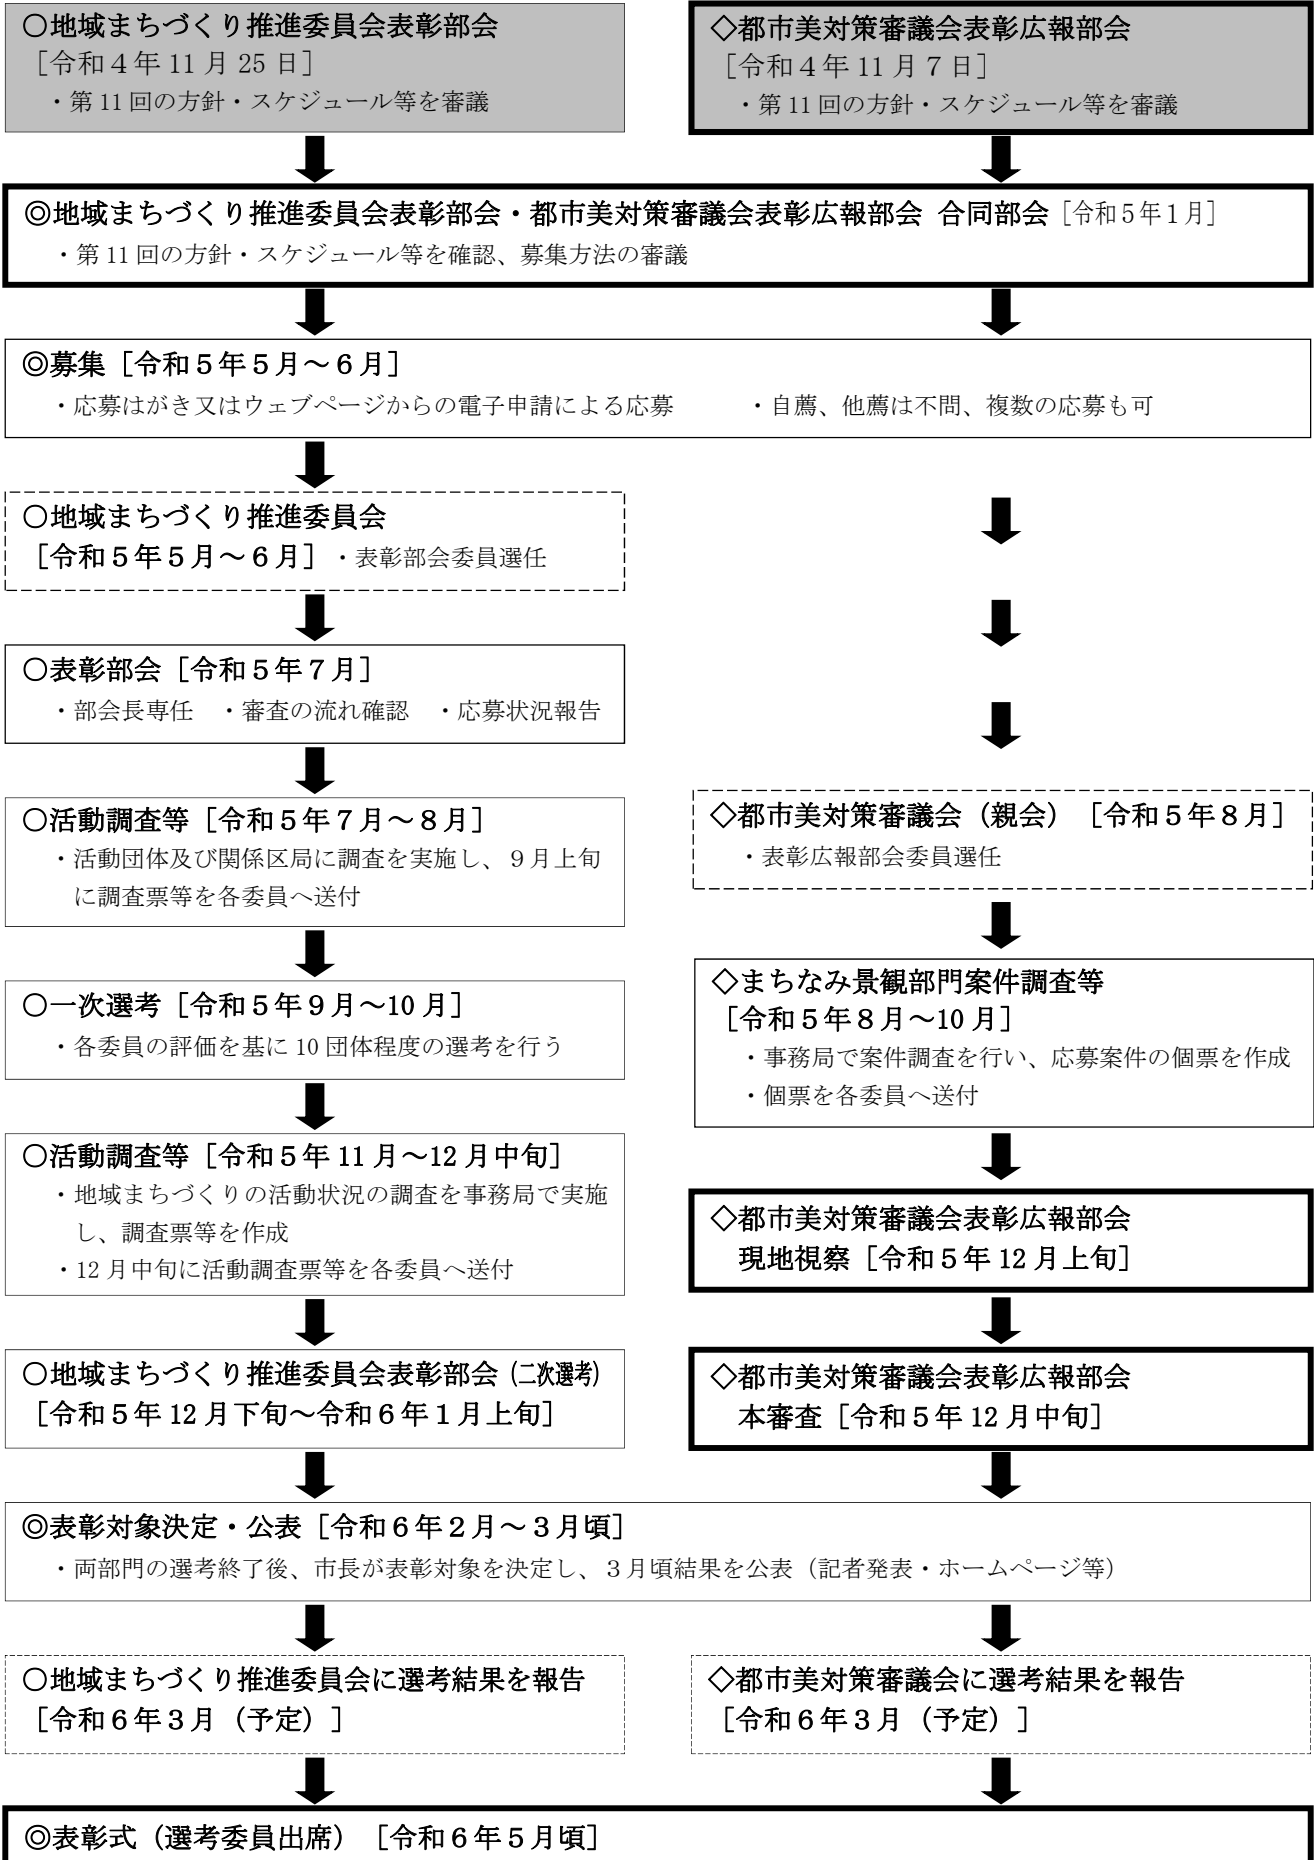 ○地域まちづくり推進委員会表彰部会
［令和４年 11 月 25 日］
・第 11 回の方針・スケジュール等を審議
◇都市美対策審議会表彰広報部会
［令和４年 11 月７日］
・第 11 回の方針・スケジュール等を審議
◎地域まちづくり推進委員会表彰部会・都市美対策審議会表彰広報部会 合同部会［令和５年１月］
・第 11 回の方針・スケジュール等を確認、募集方法の審議
◎募集［令和５年５月～６月］
・応募はがき又はウェブページからの電子申請による応募　　　・自薦、他薦は不問、複数の応募も可
○地域まちづくり推進委員会
［令和５年５月～６月］・表彰部会委員選任
○表彰部会［令和５年７月］
・部会長専任　・審査の流れ確認　・応募状況報告
○活動調査等［令和５年７月～８月］
・活動団体及び関係区局に調査を実施し、９月上旬
に調査票等を各委員へ送付
◇都市美対策審議会（親会）［令和５年８月］
・表彰広報部会委員選任
○一次選考［令和５年９月～10 月］
・各委員の評価を基に 10 団体程度の選考を行う
◇まちなみ景観部門案件調査等
［令和５年８月～10 月］
・事務局で案件調査を行い、応募案件の個票を作成
・個票を各委員へ送付
○活動調査等［令和５年 11 月～12 月中旬］
・地域まちづくりの活動状況の調査を事務局で実施
し、調査票等を作成
・12 月中旬に活動調査票等を各委員へ送付
◇都市美対策審議会表彰広報部会
現地視察［令和５年 12 月上旬］
○地域まちづくり推進委員会表彰部会（二次選考）
［令和５年 12 月下旬～令和６年１月上旬］
◇都市美対策審議会表彰広報部会
本審査［令和５年 12 月中旬］
◎表彰対象決定・公表［令和６年２月～３月頃］
・両部門の選考終了後、市長が表彰対象を決定し、３月頃結果を公表（記者発表・ホームページ等）
○地域まちづくり推進委員会に選考結果を報告
［令和６年３月（予定）］
◇都市美対策審議会に選考結果を報告
［令和６年３月（予定）］
◎表彰式（選考委員出席）［令和６年５月頃］